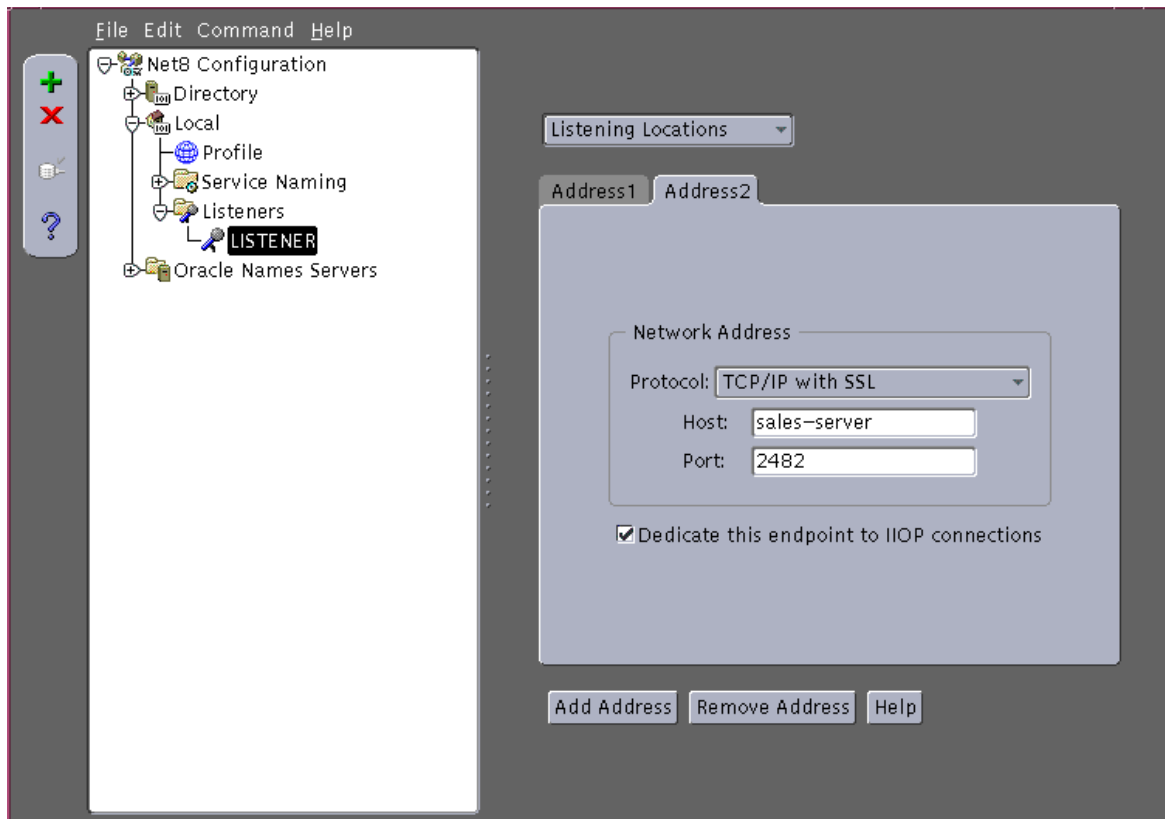 File Edit Command Help
Net8 Configuration
Directory
Local
Profile
Service Naming
Listeners
LISTENER
Oracle Names Servers
Listening Locations
Address1 Address2
Network Address
Protocol: TCP/IP with SSL
Host: sales-server
Port: 2482
Dedicate this endpoint to IIOP connections
Add Address Remove Address Help